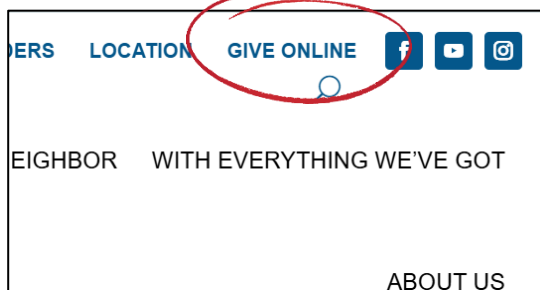 DERS LOCATION GIVE ONLINE
EIGHBOR WITH EVERYTHING WE'VE GOT
ABOUT US